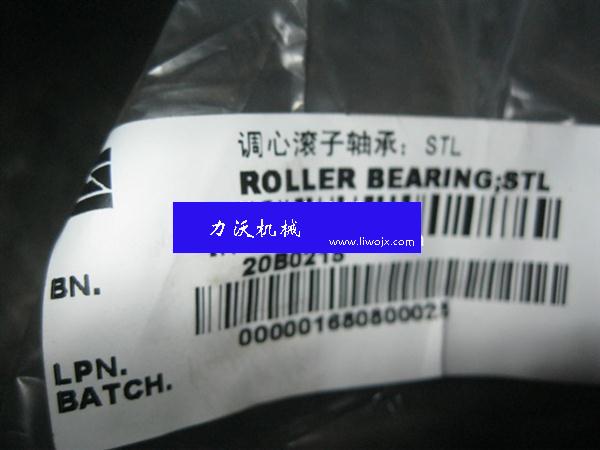 调心滚子轴承：STL
ROLLER BEARING;STL
力沃机械
www.liwojx.com
BN.
20B0215
LPN.
BATCH.